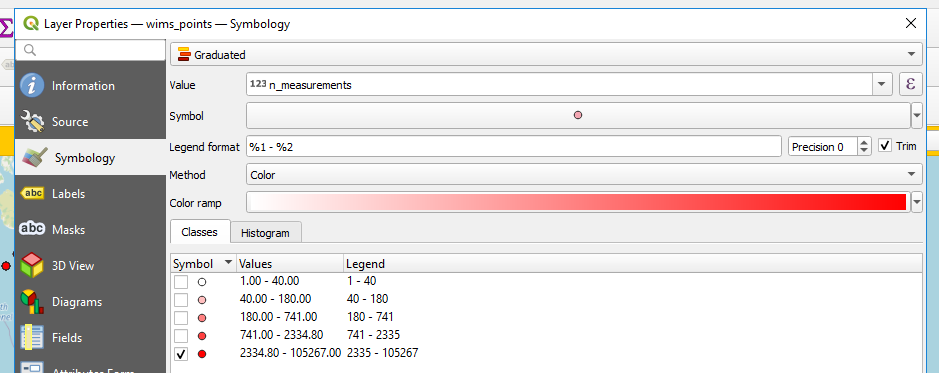 Layer Properties — wims_points — Symbology
Graduated
Information
Value
123 n_measurements
ε
Source
Symbol
Symbology
Legend format
%1 - %2
Precision 0
Trim
Method
Color
abc
Labels
Color ramp
abc
Masks
Classes
Histogram
3D View
Symbol Values Legend
1.00 - 40.00 1 - 40
Diagrams
40.00 - 180.00 40 - 180
180.00 - 741.00 180 - 741
Fields
741.00 - 2334.80 741 - 2335
2334.80 - 105267.00 2335 - 105267